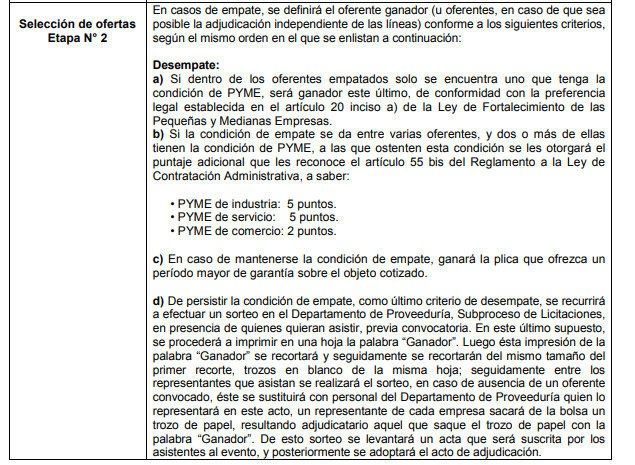 Selección de ofertas
Etapa N° 2
En casos de empate, se definirá el oferente ganador (u oferentes, en caso de que sea
posible la adjudicación independiente de las líneas) conforme a los siguientes criterios,
según el mismo orden en el que se enlistan a continuación:
Desempate:
a) Si dentro de los oferentes empatados solo se encuentra uno que tenga la
condición de PYME, será ganador este último, de conformidad con la preferencia
legal establecida en el artículo 20 inciso a) de la Ley de Fortalecimiento de las
Pequeñas y Medianas Empresas.
b) Si la condición de empate se da entre varias oferentes, y dos o más de ellas
tienen la condición de PYME, a las que ostenten esta condición se les otorgará el
puntaje adicional que les reconoce el artículo 55 bis del Reglamento a la Ley de
Contratación Administrativa, a saber:
• PYME de industria: 5 puntos.
• PYME de servicio: 5 puntos.
• PYME de comercio: 2 puntos.
c) En caso de mantenerse la condición de empate, ganará la plica que ofrezca un
período mayor de garantía sobre el objeto cotizado.
d) De persistir la condición de empate, como último criterio de desempate, se recurrirá
a efectuar un sorteo en el Departamento de Proveeduría, Subproceso de Licitaciones,
en presencia de quienes quieran asistir, previa convocatoria. En este último supuesto,
se procederá a imprimir en una hoja la palabra “Ganador”. Luego ésta impresión de la
palabra “Ganador” se recortará y seguidamente se recortarán del mismo tamaño del
primer recorte, trozos en blanco de la misma hoja; seguidamente entre los
representantes que asistan se realizará el sorteo, en caso de ausencia de un oferente
convocado, éste se sustituirá con personal del Departamento de Proveeduría quien lo
representará en este acto, un representante de cada empresa sacará de la bolsa un
trozo de papel, resultando adjudicatario aquel que saque el trozo de papel con la
palabra “Ganador”. De esto sorteo se levantará un acta que será suscrita por los
asistentes al evento, y posteriormente se adoptará el acto de adjudicación.